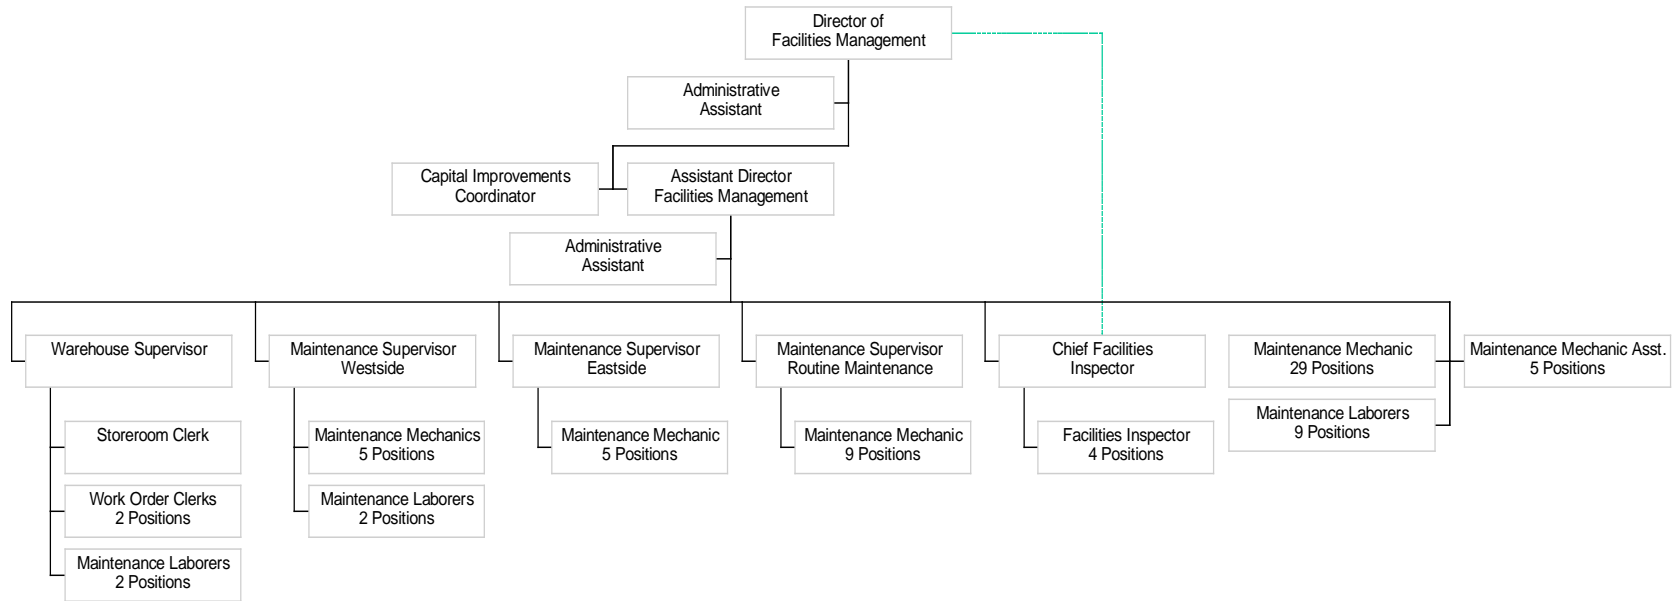 Director of
Facilities Management
Administrative
Assistant
Capital Improvements
Coordinator
Assistant Director
Facilities Management
Administrative
Assistant
Warehouse Supervisor
Maintenance Supervisor
Westside
Maintenance Supervisor
Eastside
Maintenance Supervisor
Routine Maintenance
Chief Facilities
Inspector
Maintenance Mechanic
29 Positions
Maintenance Mechanic Asst.
5 Positions
Maintenance Laborers
9 Positions
Storeroom Clerk
Maintenance Mechanics
5 Positions
Maintenance Mechanic
5 Positions
Maintenance Mechanic
9 Positions
Facilities Inspector
4 Positions
Work Order Clerks
2 Positions
Maintenance Laborers
2 Positions
Maintenance Laborers
2 Positions